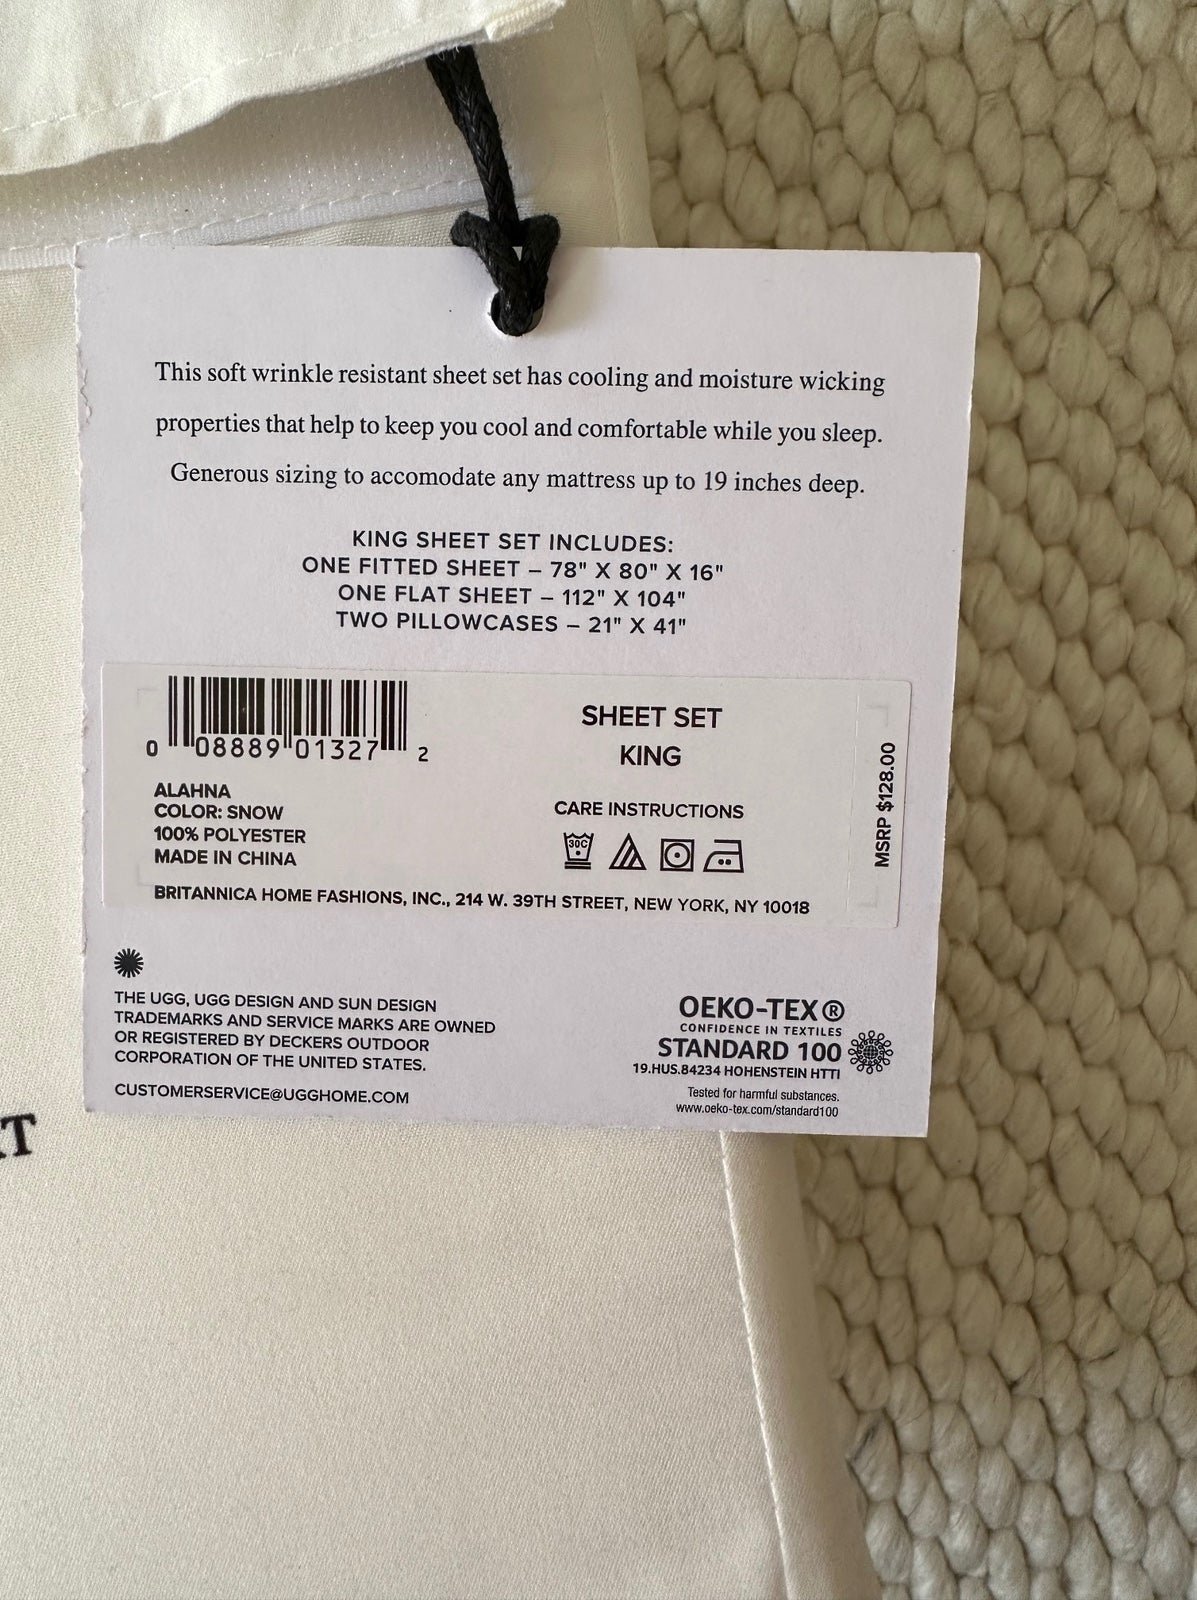 This soft wrinkle resistant sheet set has cooling and moisture wicking
properties that help to keep you cool and comfortable while you sleep.
Generous sizing to accomodate any mattress up to 19 inches deep.
KING SHEET SET INCLUDES:
ONE FITTED SHEET – 78" X 80" X 16"
ONE FLAT SHEET – 112" X 104"
TWO PILLOWCASES – 21" X 41"
0 08889 01327 2
ALAHNA
COLOR: SNOW
100% POLYESTER
MADE IN CHINA
SHEET SET
KING
CARE INSTRUCTIONS
30C
MSRP $128.00
BRITANNICA HOME FASHIONS, INC., 214 W. 39TH STREET, NEW YORK, NY 10018
THE UGG, UGG DESIGN AND SUN DESIGN
TRADEMARKS AND SERVICE MARKS ARE OWNED
OR REGISTERED BY DECKERS OUTDOOR
CORPORATION OF THE UNITED STATES.
CUSTOMERSERVICE@UGGHOME.COM
OEKO-TEX®
CONFIDENCE IN TEXTILES
STANDARD 100
19.HUS.84234 HOHENSTEIN HTTI
Tested for harmful substances.
www.oeko-tex.com/standard100